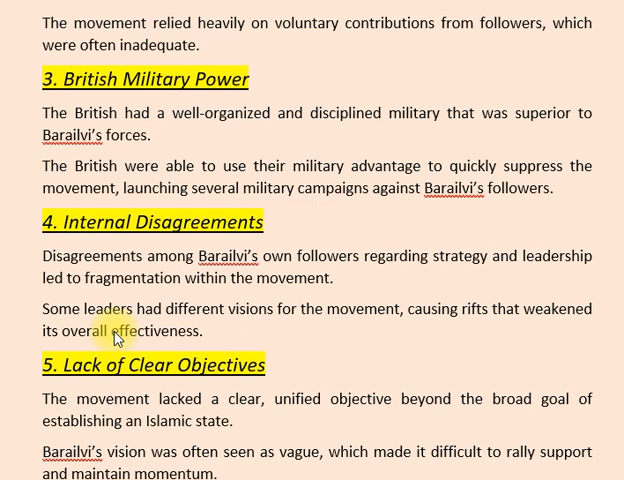 The movement relied heavily on voluntary contributions from followers, which
were often inadequate.
3. British Military Power
The British had a well-organized and disciplined military that was superior to
Barailvi’s forces.
The British were able to use their military advantage to quickly suppress the
movement, launching several military campaigns against Barailvi’s followers.
4. Internal Disagreements
Disagreements among Barailvi’s own followers regarding strategy and leadership
led to fragmentation within the movement.
Some leaders had different visions for the movement, causing rifts that weakened
its overall effectiveness.
5. Lack of Clear Objectives
The movement lacked a clear, unified objective beyond the broad goal of
establishing an Islamic state.
Barailvi’s vision was often seen as vague, which made it difficult to rally support
and maintain momentum.